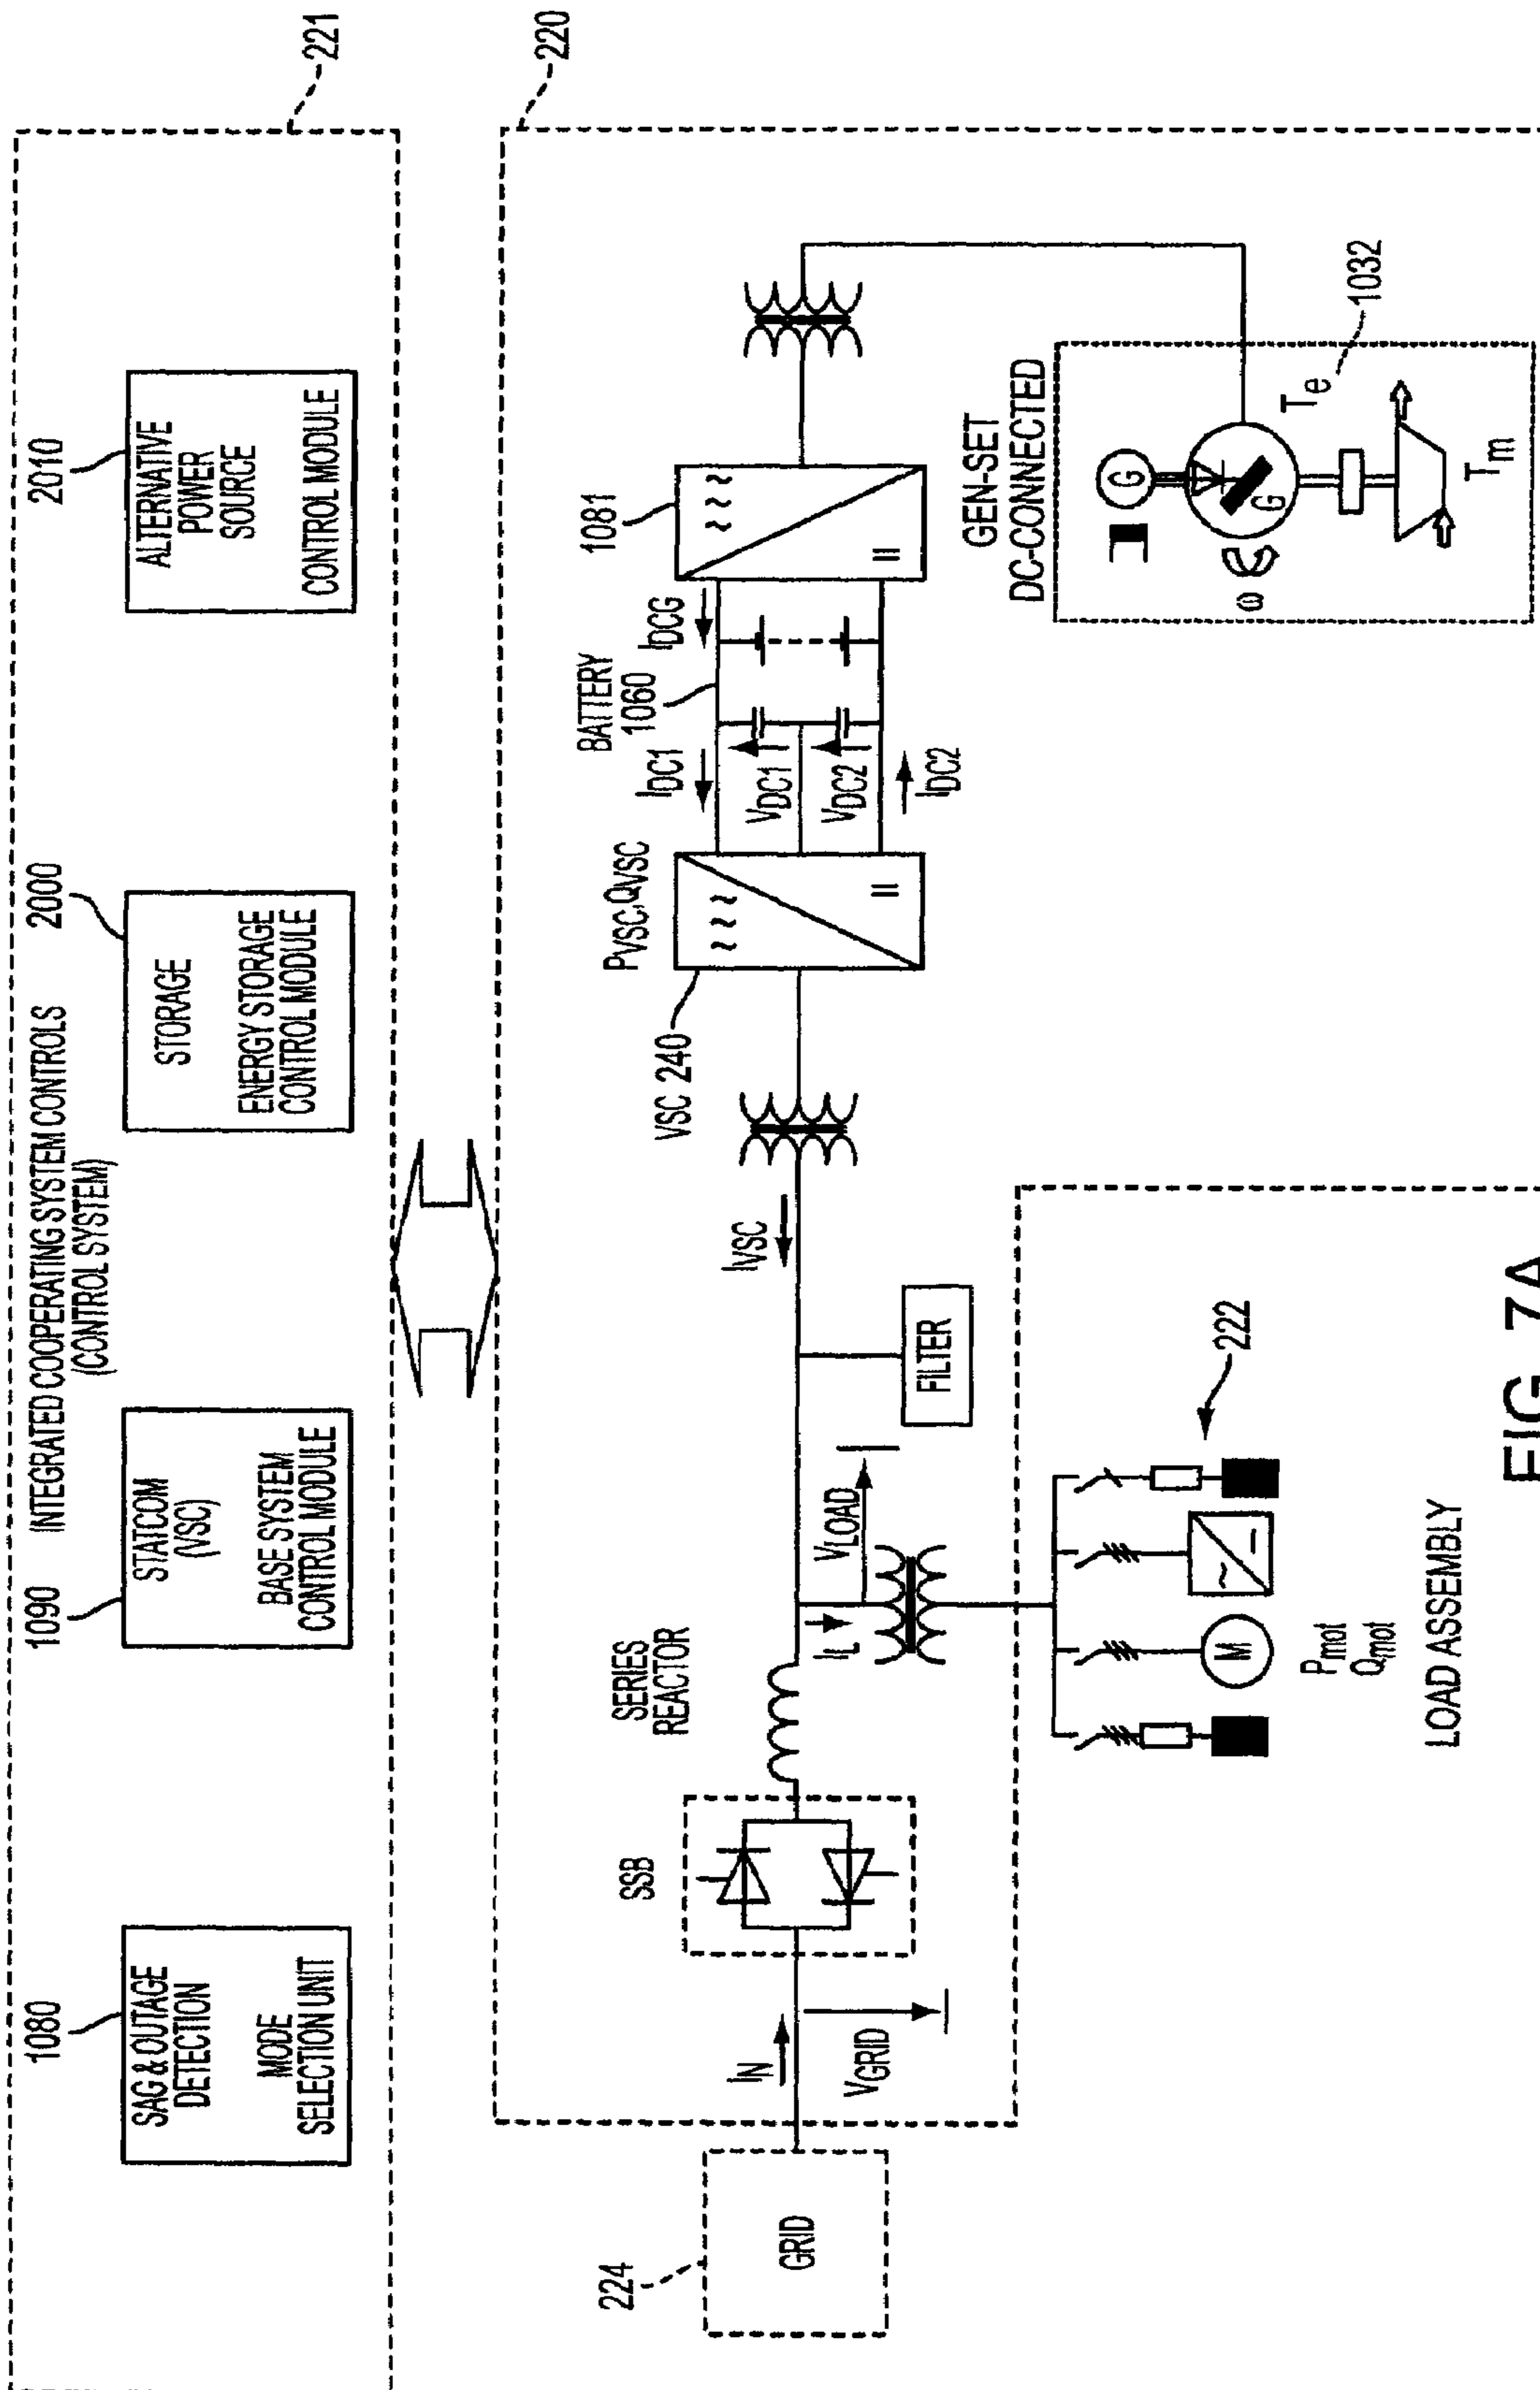 221
INTEGRATED COOPERATING SYSTEM CONTROLS
(CONTROL SYSTEM)
1080
SAG & OUTAGE
DETECTION
MODE
SELECTION UNIT
1090
STATCOM
(VSC)
BASE SYSTEM
CONTROL MODULE
2000
STORAGE
ENERGY STORAGE
CONTROL MODULE
2010
ALTERNATIVE
POWER
SOURCE
CONTROL MODULE
220
224
GRID
IN
VGRID
SSB
SERIES
REACTOR
IL
VLOAD
FILTER
IVSC
VSC 240
PVSC,QVSC
IDC1
VDC1
VDC2
IDC2
BATTERY
1060
IDCG
1081
GEN-SET
DC-CONNECTED
G
G
ω
Te
Tm
1032
M
Pmot
Qmot
222
LOAD ASSEMBLY
FIG. 7A